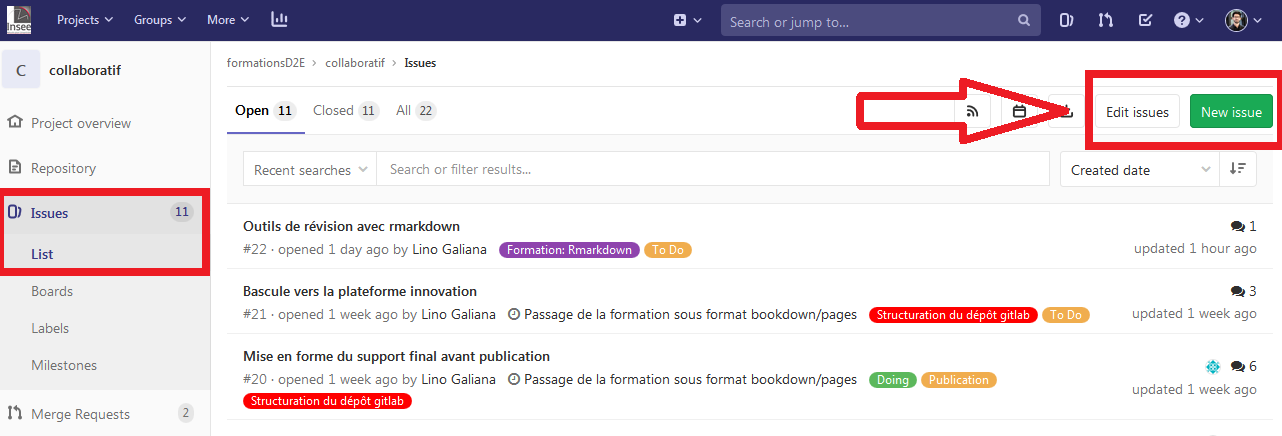 Insee
Projects Groups More Search or jump to...
C collaboratif
Project overview
Repository
Issues 11
List
Boards
Labels
Milestones
Merge Requests 2
formationsD2E > collaboratif > Issues
Open 11 Closed 11 All 22 Edit issues New issue
Recent searches Search or filter results... Created date
Outils de révision avec rmarkdown 1
#22 · opened 1 day ago by Lino Galiana Formation: Rmarkdown To Do updated 1 hour ago
Bascule vers la plateforme innovation 3
#21 · opened 1 week ago by Lino Galiana Passage de la formation sous format bookdown/pages Structuration du dépôt gitlab To Do updated 1 week ago
Mise en forme du support final avant publication 6
#20 · opened 1 week ago by Lino Galiana Passage de la formation sous format bookdown/pages Doing Publication updated 1 week ago
Structuration du dépôt gitlab